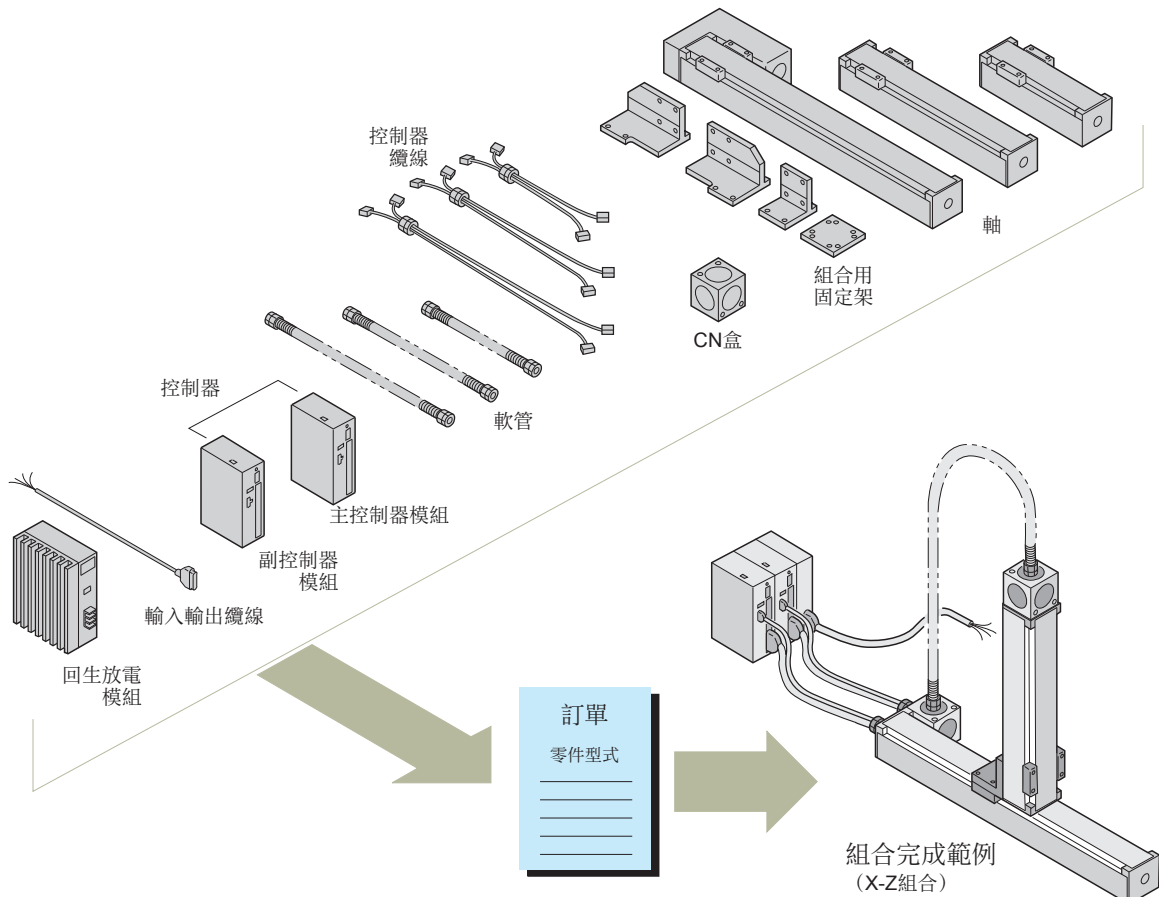 控制器
纜線
軸
組合用
固定架
CN盒
控制器
軟管
主控制器模組
副控制器
模組
輸入輸出纜線
回生放電
模組
訂單
零件型式
組合完成範例
（X-Z組合）